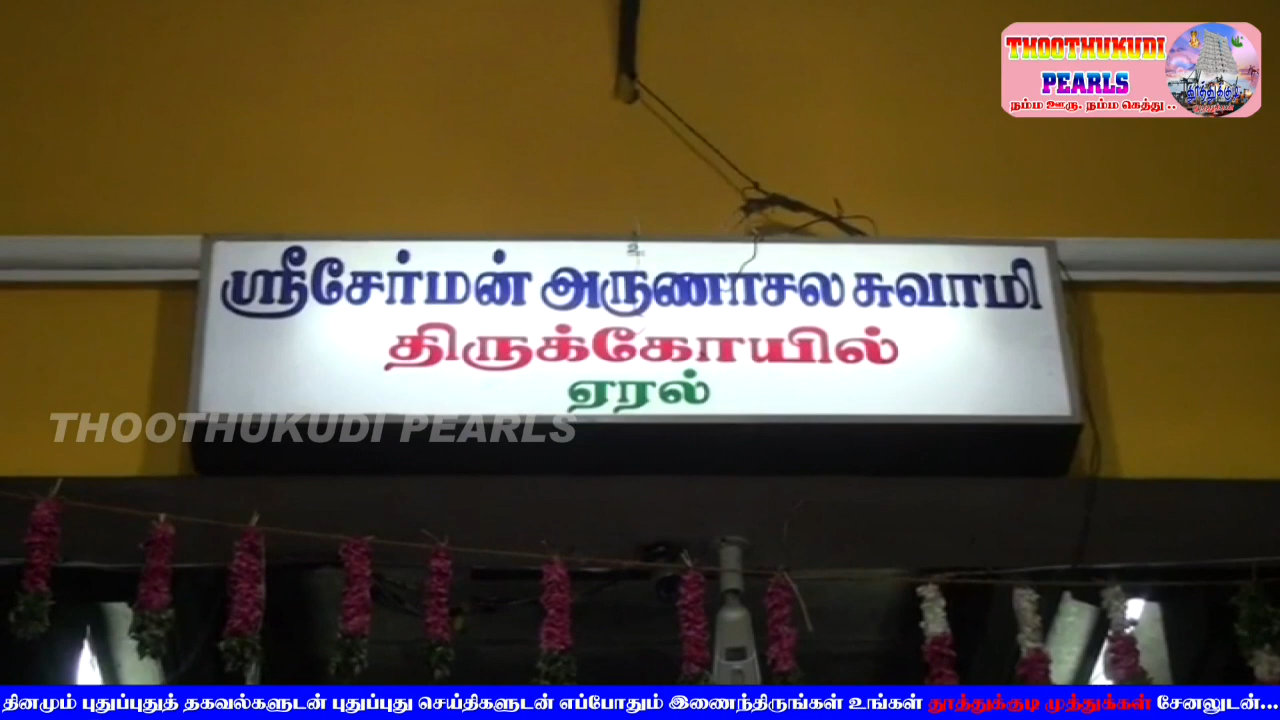 THOOTHUKUDI
PEARLS
நம்ம ஊரு. நம்ம கெத்து ..
ஸ்ரீசேர்மன் அருணாசல சுவாமி
திருக்கோயில்
ஏரல்
THOOTHUKUDI PEARLS
தினமும் புதுப்புதுத் தகவல்களுடன் புதுப்புது செய்திகளுடன் எப்போதும் இணைந்திருங்கள் உங்கள் தூத்துக்குடி முத்துக்கள் சேனலுடன்...